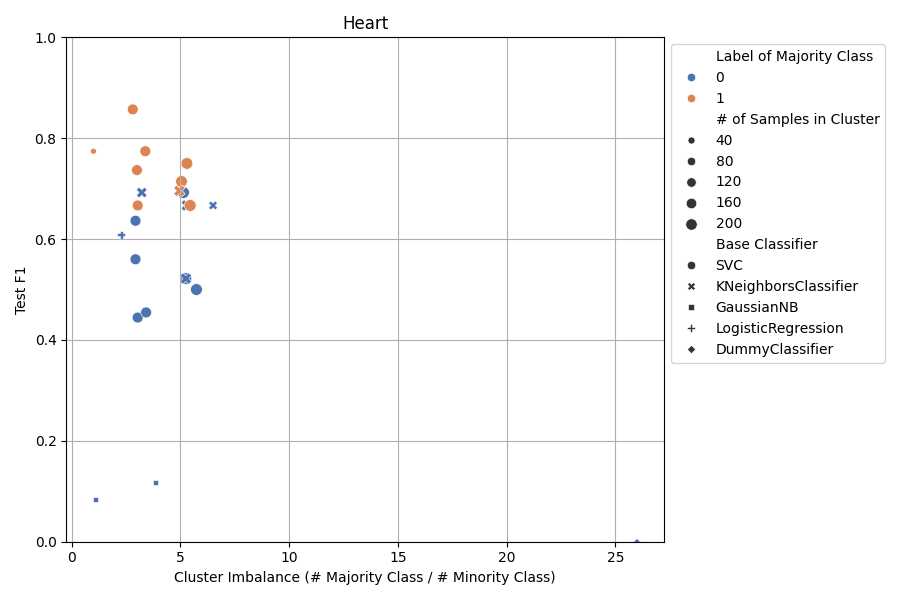 Heart
1.0
0.8
0.6
0.4
0.2
0.0
Test F1
0
5
10
15
20
25
Cluster Imbalance (# Majority Class / # Minority Class)
Label of Majority Class
0
1
# of Samples in Cluster
40
80
120
160
200
Base Classifier
SVC
KNeighborsClassifier
GaussianNB
LogisticRegression
DummyClassifier